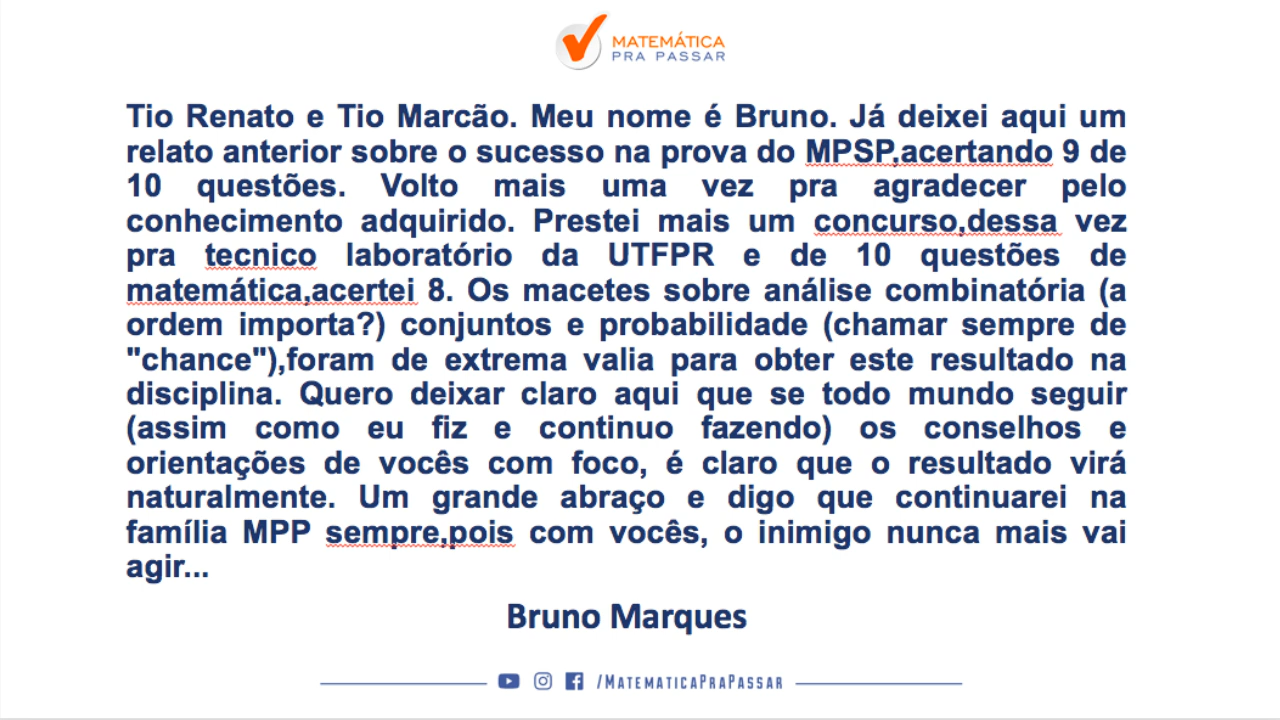 MATEMÁTICA
PRA PASSAR
Tio Renato e Tio Marcão. Meu nome é Bruno. Já deixei aqui um
relato anterior sobre o sucesso na prova do MPSP,acertando 9 de
10 questões. Volto mais uma vez pra agradecer pelo
conhecimento adquirido. Prestei mais um concurso,dessa vez
pra tecnico laboratório da UTFPR e de 10 questões de
matemática,acertei 8. Os macetes sobre análise combinatória (a
ordem importa?) conjuntos e probabilidade (chamar sempre de
"chance"),foram de extrema valia para obter este resultado na
disciplina. Quero deixar claro aqui que se todo mundo seguir
(assim como eu fiz e continuo fazendo) os conselhos e
orientações de vocês com foco, é claro que o resultado virá
naturalmente. Um grande abraço e digo que continuarei na
família MPP sempre,pois com vocês, o inimigo nunca mais vai
agir...
Bruno Marques
/MATEMATICAPRAPASSAR